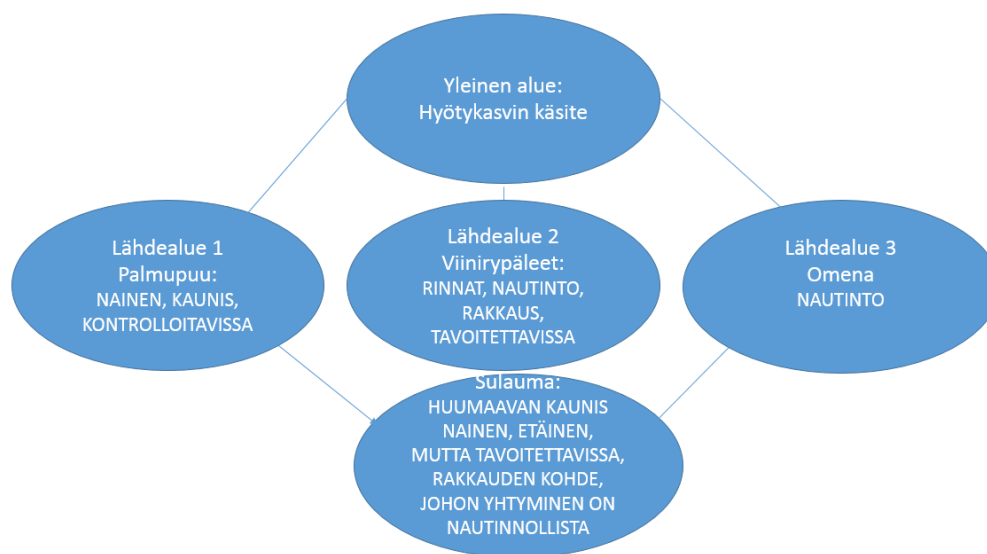 Yleinen alue:
Hyötykasvin käsite
Lähdealue 1
Palmupuu:
NAINEN, KAUNIS,
KONTROLLOITAVISSA
Lähdealue 2
Viinirypäleet:
RINNAT, NAUTINTO,
RAKKAUS,
TAVOITETTAVISSA
Lähdealue 3
Omena
NAUTINTO
Sulauma:
HUUMAAVAN KAUNIS
NAINEN, ETÄINEN,
MUTTA TAVOITETTAVISSA,
RAKKAUDEN KOHDE,
JOHON YHTYMINEN ON
NAUTINNOLLISTA